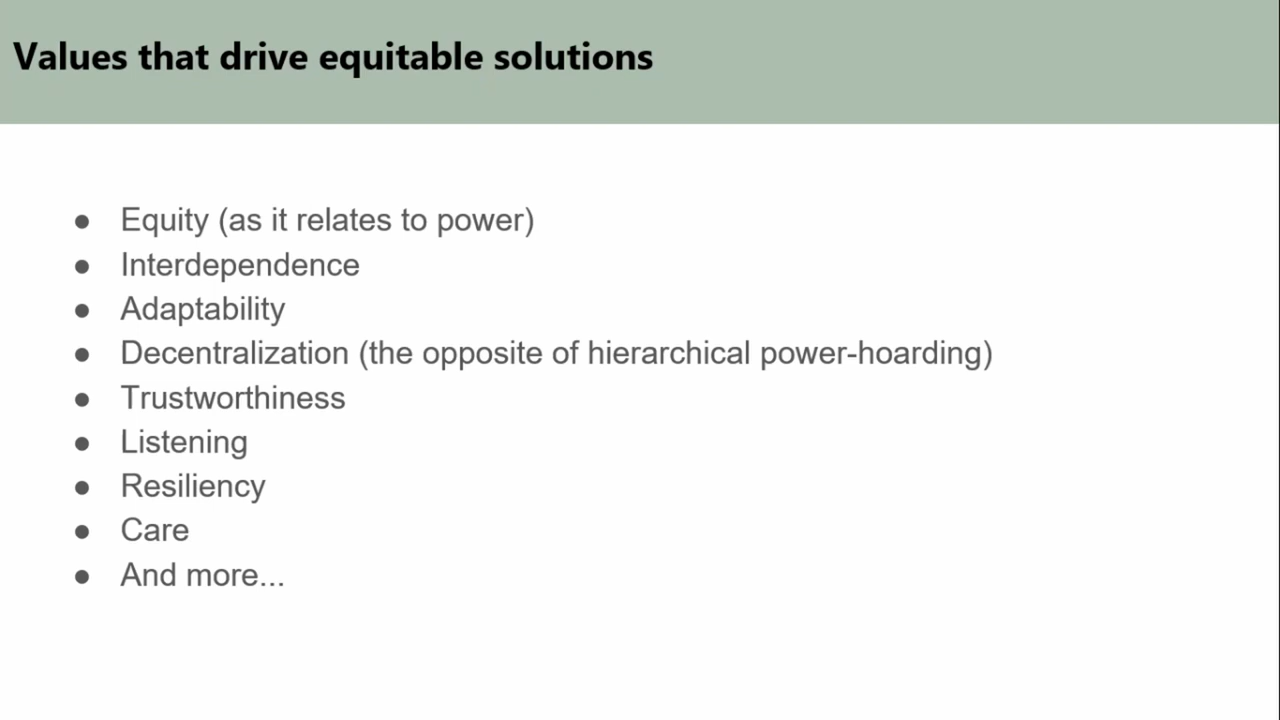 Values that drive equitable solutions
● Equity (as it relates to power)
● Interdependence
● Adaptability
● Decentralization (the opposite of hierarchical power-hoarding)
● Trustworthiness
● Listening
● Resiliency
● Care
● And more...